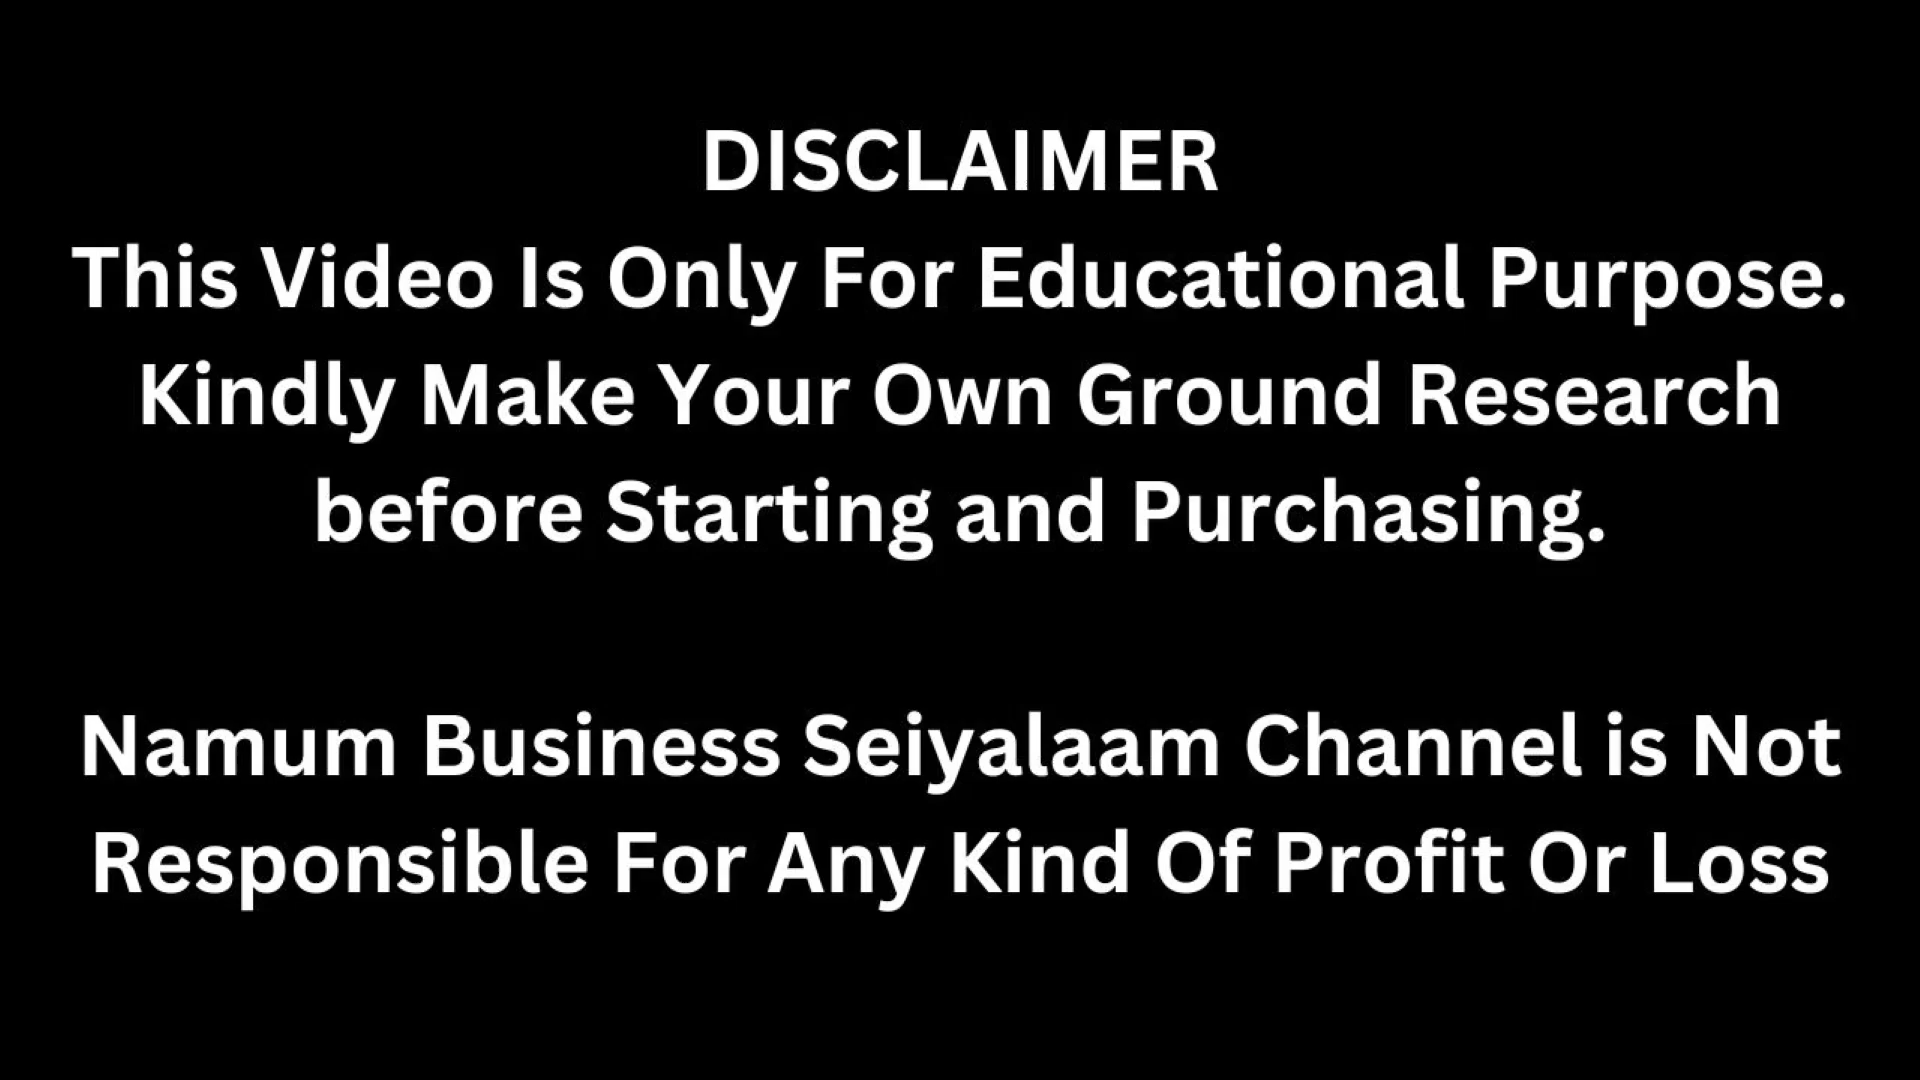 DISCLAIMER
This Video Is Only For Educational Purpose.
Kindly Make Your Own Ground Research
before Starting and Purchasing.
Namum Business Seiyalaam Channel is Not
Responsible For Any Kind Of Profit Or Loss